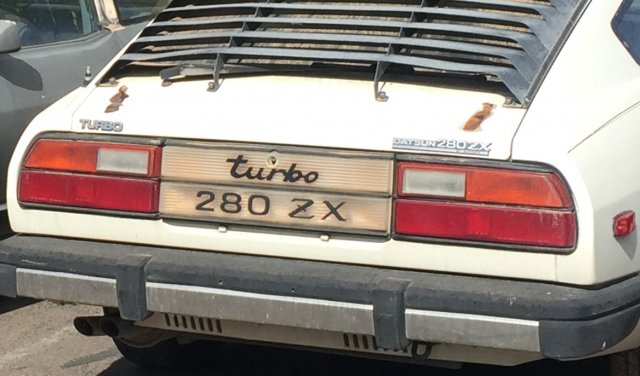 TURBO
DATSUN 280ZX
turbo
280 ZX